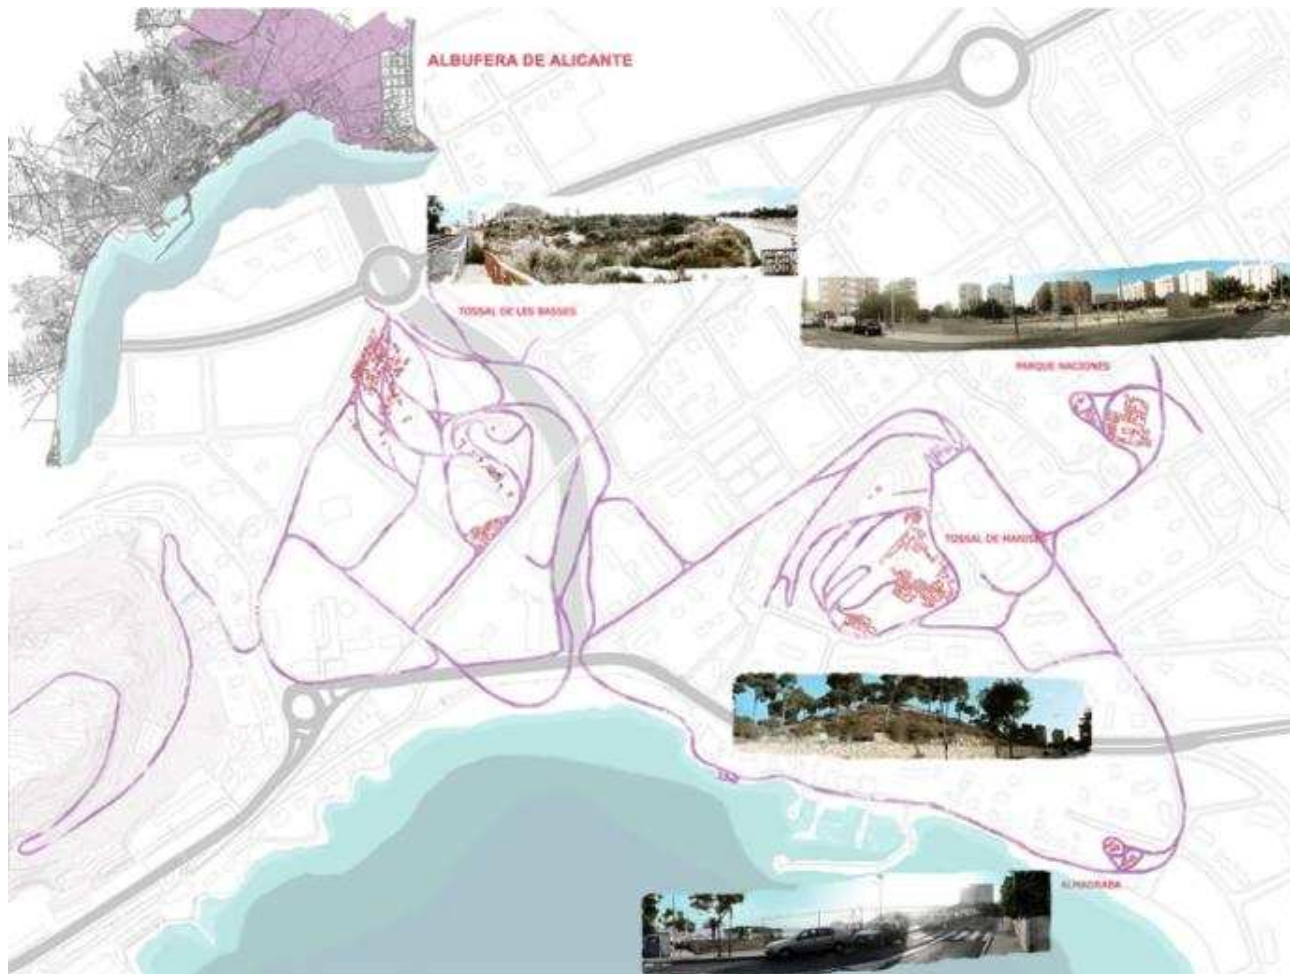 ALBUFERA DE ALICANTE
TOSSAL DE LES BASSES
PARQUE NACIONES
TOSSAL DE MANISES
ALMADRABA